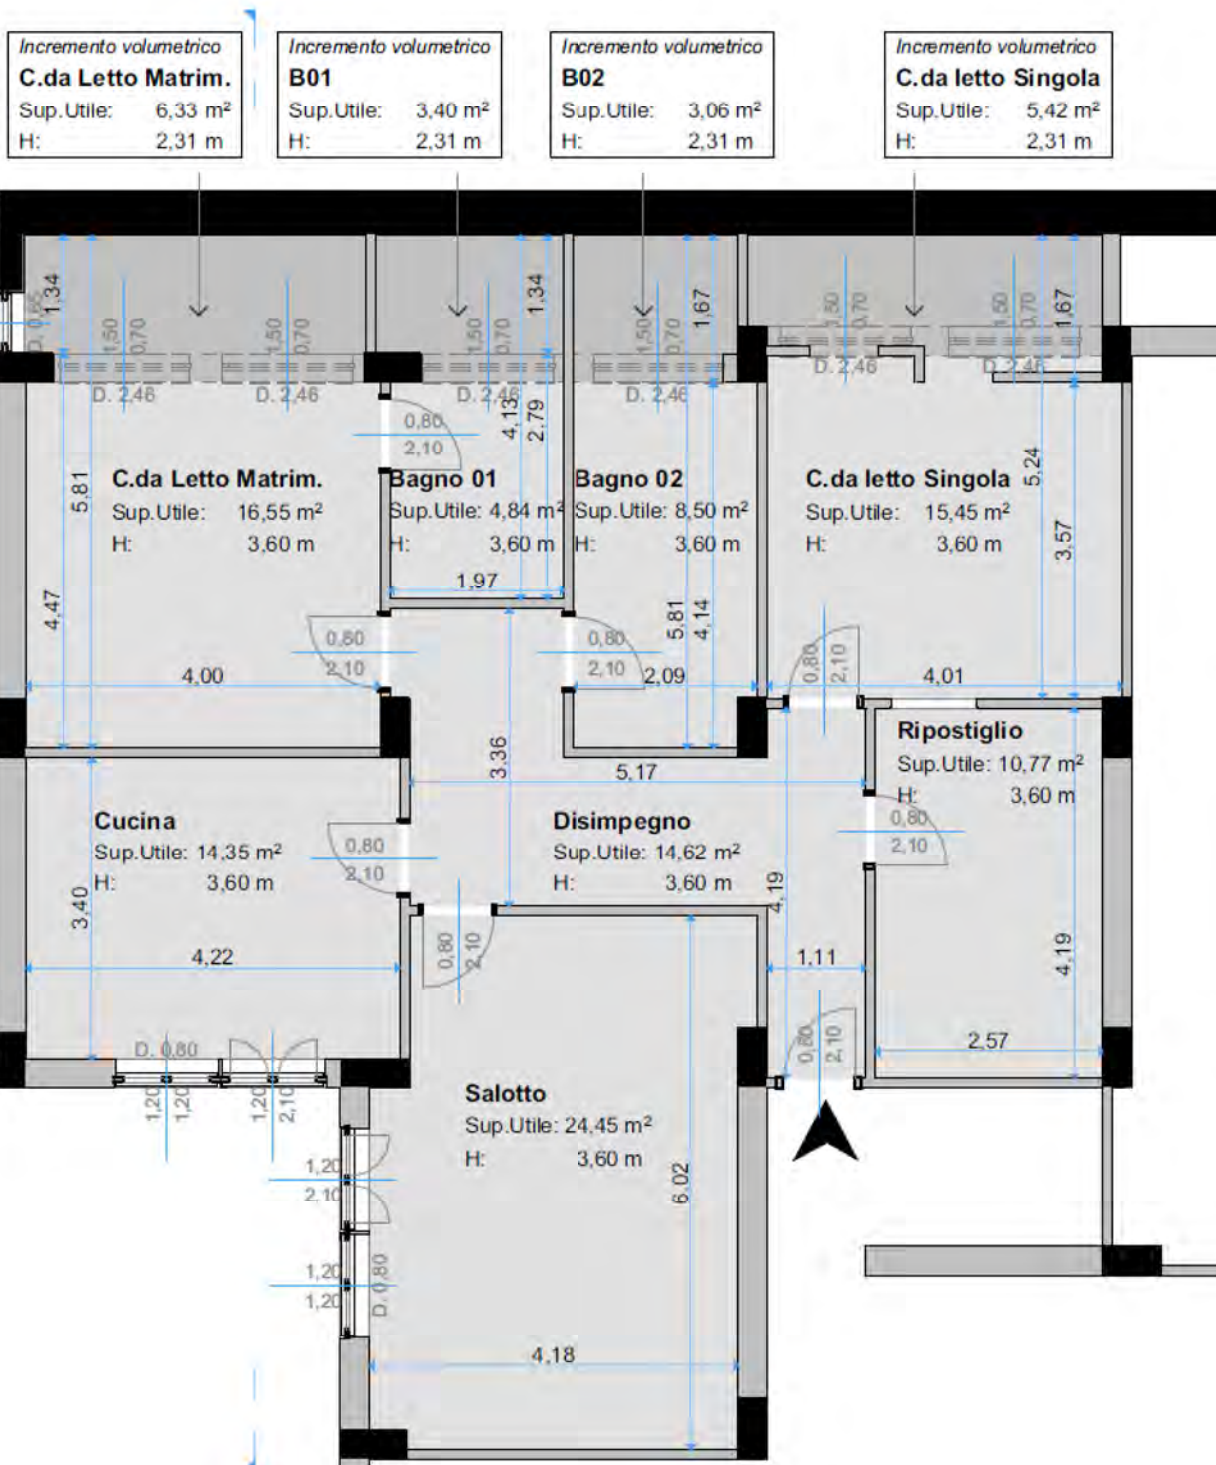 Incremento volumetrico
C.da Letto Matrim.
Sup.Utile: 6,33 m²
H: 2,31 m
Incremento volumetrico
B01
Sup.Utile: 3,40 m²
H: 2,31 m
Incremento volumetrico
B02
Sup.Utile: 3,06 m²
H: 2,31 m
Incremento volumetrico
C.da letto Singola
Sup.Utile: 5,42 m²
H: 2,31 m
D. 0,65
1,34
1,50
0,70
1,50
0,70
1,50
0,70
1,34
1,50
0,70
1,67
1,50
0,70
1,50
0,70
1,67
D. 2,46
D. 2,46
D. 2,46
D. 2,46
D. 2,46
D. 2,46
0,80
2,10
4,13
2,79
5,81
C.da Letto Matrim.
Sup.Utile: 16,55 m²
H: 3,60 m
Bagno 01
Sup.Utile: 4,84 m²
H: 3,60 m
Bagno 02
Sup.Utile: 8,50 m²
H: 3,60 m
C.da letto Singola
Sup.Utile: 15,45 m²
H: 3,60 m
5,24
3,57
1,97
4,47
4,00
0,80
2,10
0,80
2,10
5,81
4,14
2,09
0,80
2,10
4,01
3,36
5,17
Ripostiglio
Sup.Utile: 10,77 m²
H: 3,60 m
0,80
2,10
Cucina
Sup.Utile: 14,35 m²
H: 3,60 m
0,80
2,10
Disimpegno
Sup.Utile: 14,62 m²
H: 3,60 m
3,40
4,22
0,80
2,10
4,19
1,11
4,19
2,57
D. 0,80
1,20
1,20
1,20
2,10
0,80
2,10
Salotto
Sup.Utile: 24,45 m²
H: 3,60 m
1,20
2,10
6,02
1,20
1,20
D. 0,80
4,18